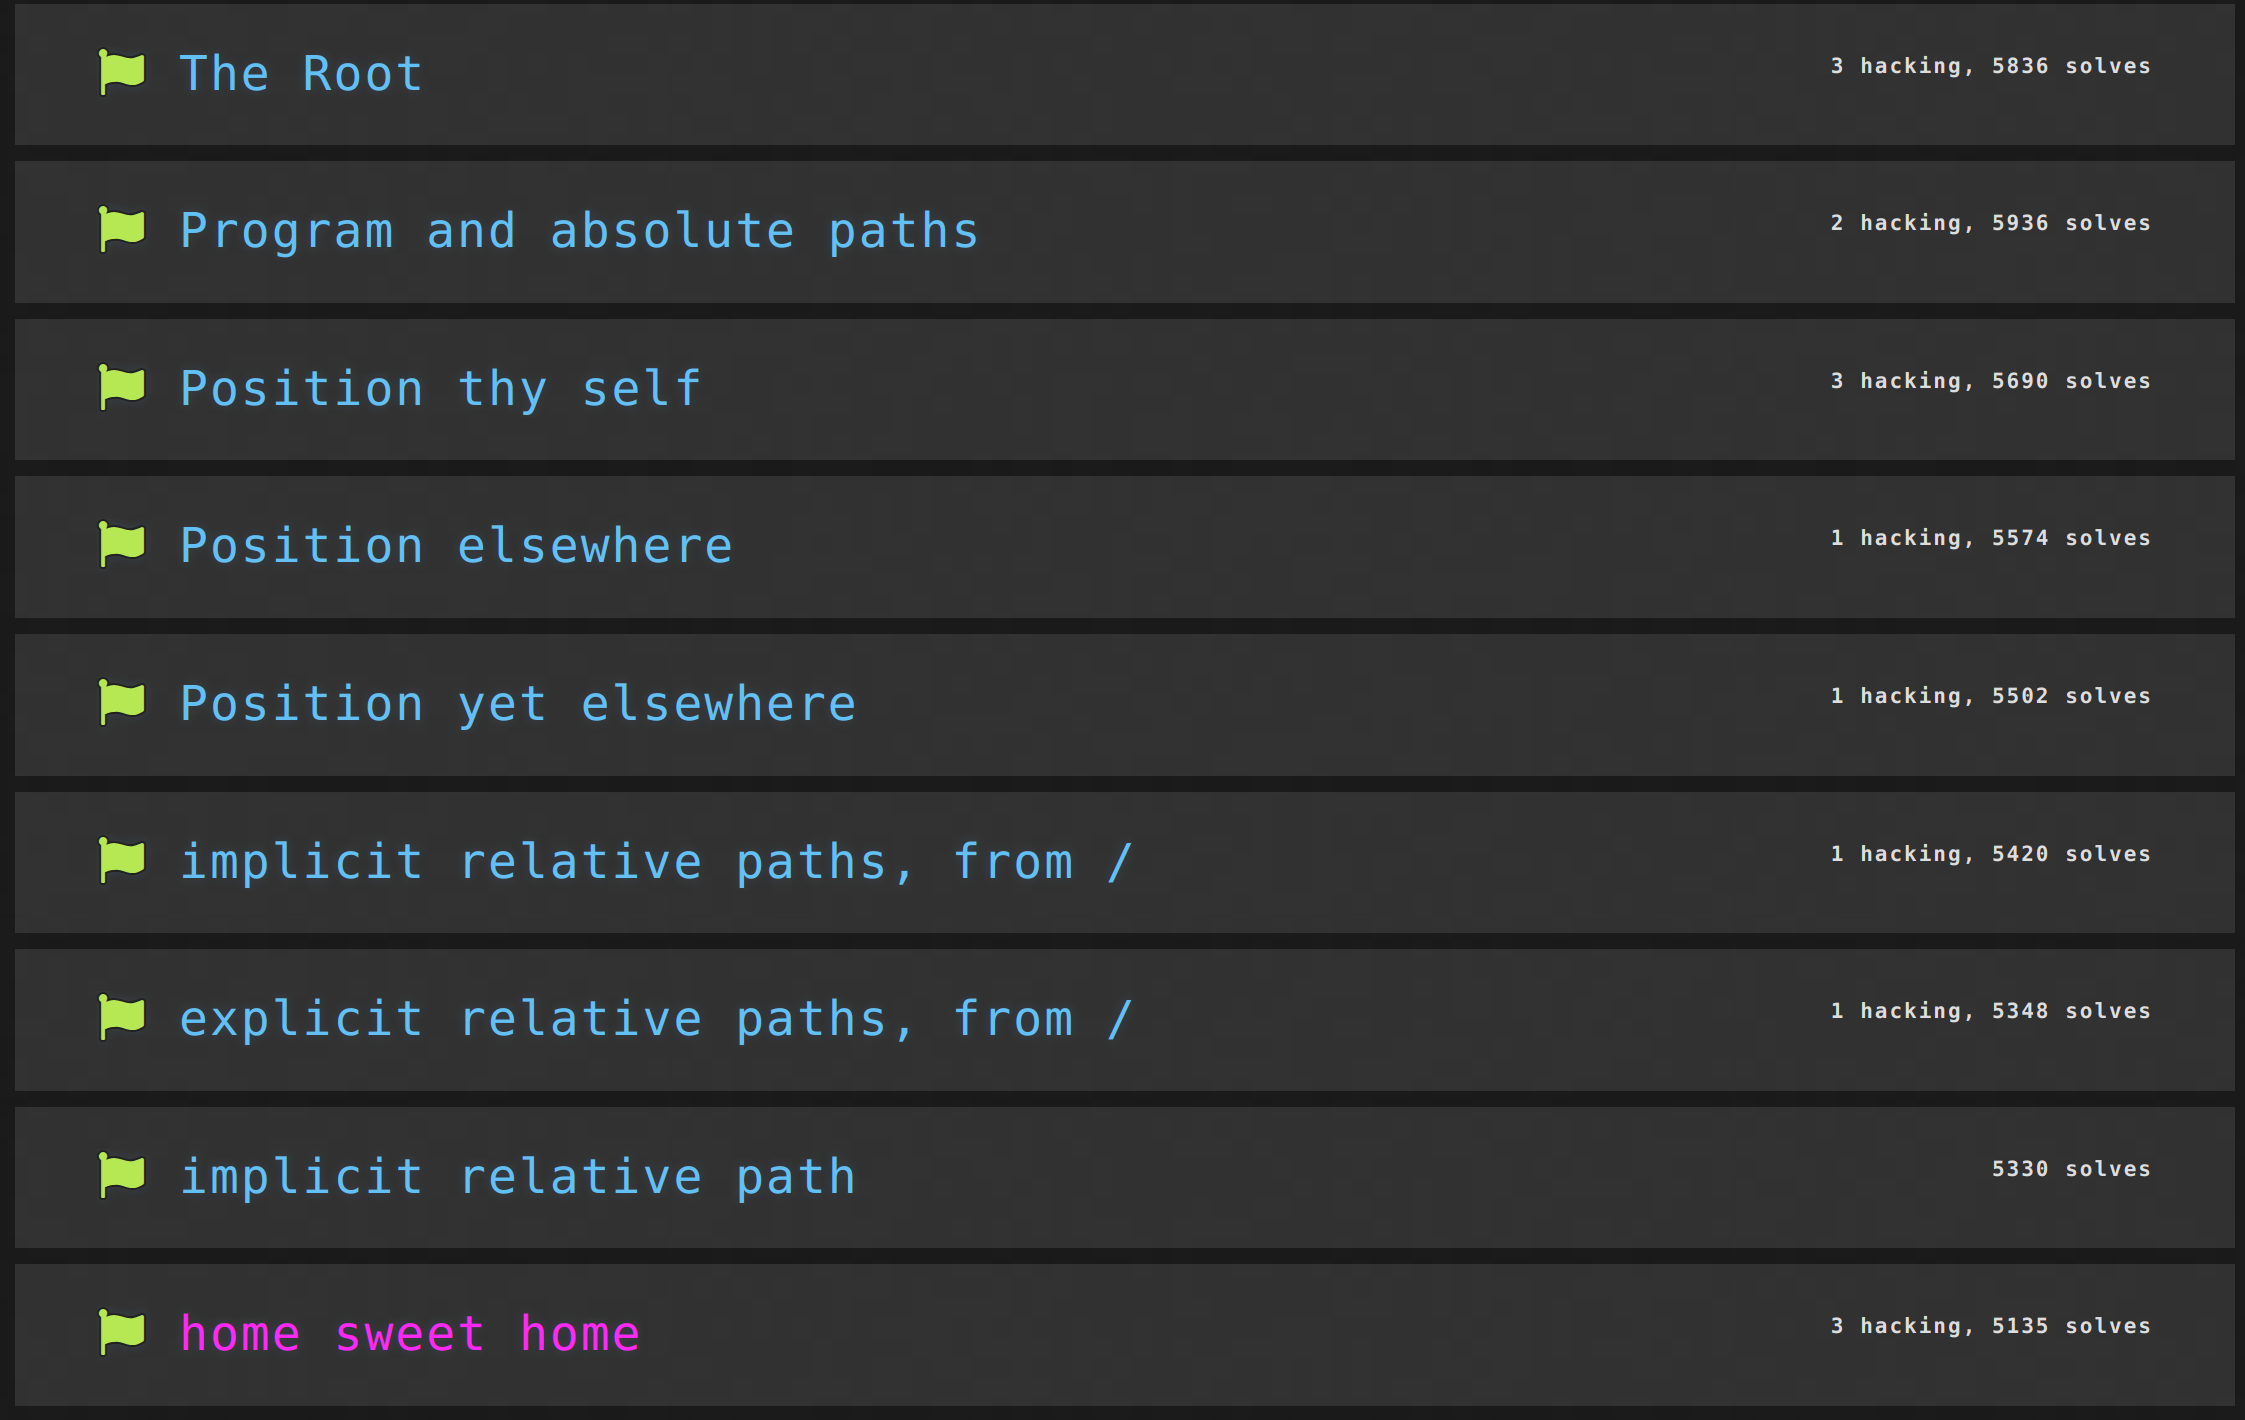 The Root
3 hacking, 5836 solves
Program and absolute paths
2 hacking, 5936 solves
Position thy self
3 hacking, 5690 solves
Position elsewhere
1 hacking, 5574 solves
Position yet elsewhere
1 hacking, 5502 solves
implicit relative paths, from /
1 hacking, 5420 solves
explicit relative paths, from /
1 hacking, 5348 solves
implicit relative path
5330 solves
home sweet home
3 hacking, 5135 solves